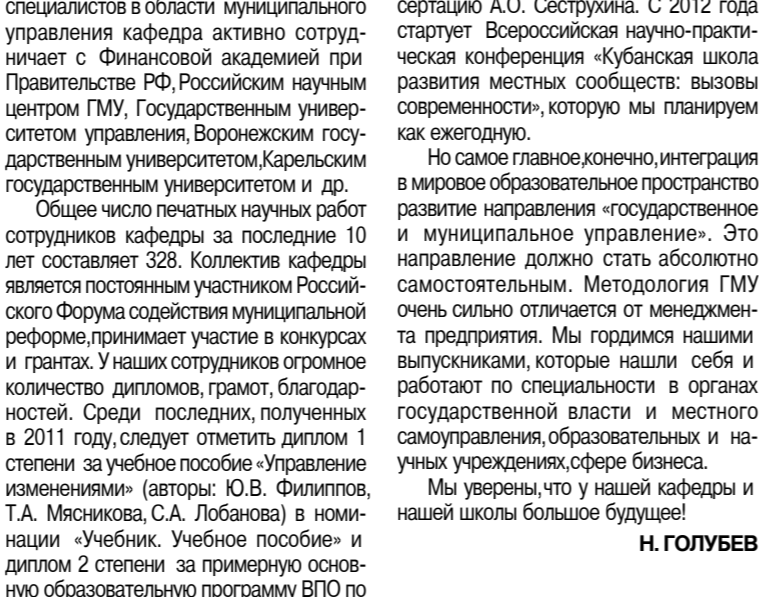 специалистов в области муниципального
управления кафедра активно сотруд-
ничает с Финансовой академией при
Правительстве РФ, Российским научным
центром ГМУ, Государственным универ-
ситетом управления, Воронежским госу-
дарственным университетом,Карельским
государственным университетом и др.
Общее число печатных научных работ
сотрудников кафедры за последние 10
лет составляет 328. Коллектив кафедры
является постоянным участником Россий-
ского Форума содействия муниципальной
реформе,принимает участие в конкурсах
и грантах. У наших сотрудников огромное
количество дипломов, грамот, благодар-
ностей. Среди последних, полученных
в 2011 году, следует отметить диплом 1
степени за учебное пособие «Управление
изменениями» (авторы: Ю.В. Филиппов,
Т.А. Мясникова, С.А. Лобанова) в номи-
нации «Учебник. Учебное пособие» и
диплом 2 степени за примерную основ-
ную образовательную программу ВПО по
сертацию А.О. Сеструхина. С 2012 года
стартует Всероссийская научно-практи-
ческая конференция «Кубанская школа
развития местных сообществ: вызовы
современности», которую мы планируем
как ежегодную.
Но самое главное,конечно, интеграция
в мировое образовательное пространство
развитие направления «государственное
и муниципальное управление». Это
направление должно стать абсолютно
самостоятельным. Методология ГМУ
очень сильно отличается от менеджмен-
та предприятия. Мы гордимся нашими
выпускниками, которые нашли себя и
работают по специальности в органах
государственной власти и местного
самоуправления, образовательных и на-
учных учреждениях,сфере бизнеса.
Мы уверены,что у нашей кафедры и
нашей школы большое будущее!
Н. ГОЛУБЕВ